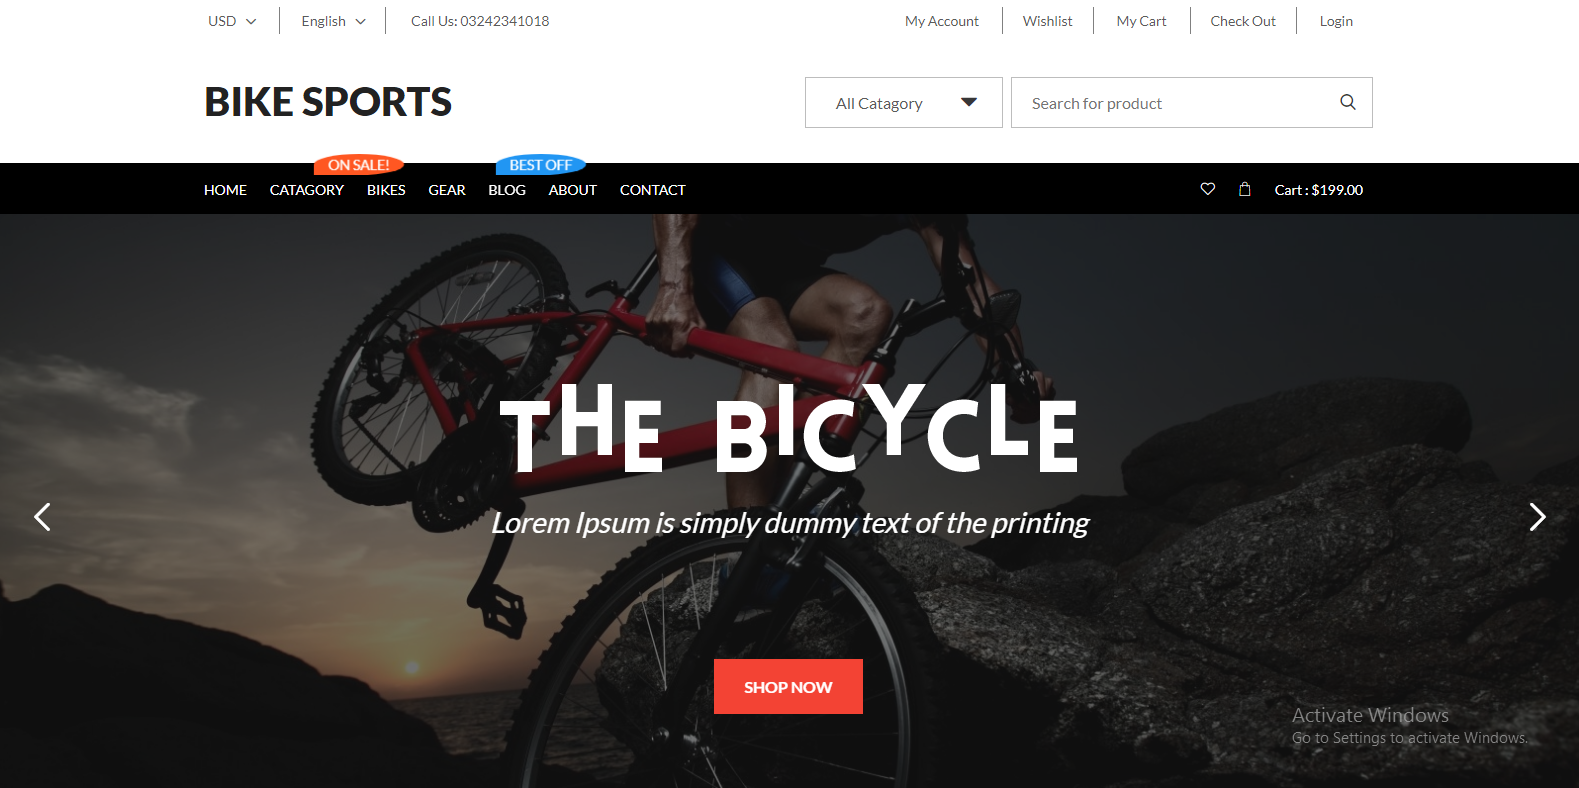 USD English Call Us: 03242341018 My Account Wishlist My Cart Check Out Login
BIKE SPORTS All Catagory Search for product
ON SALE! BEST OFF
HOME CATAGORY BIKES GEAR BLOG ABOUT CONTACT Cart : $199.00
THE BICYCLE
Lorem Ipsum is simply dummy text of the printing
SHOP NOW
Activate Windows
Go to Settings to activate Windows.